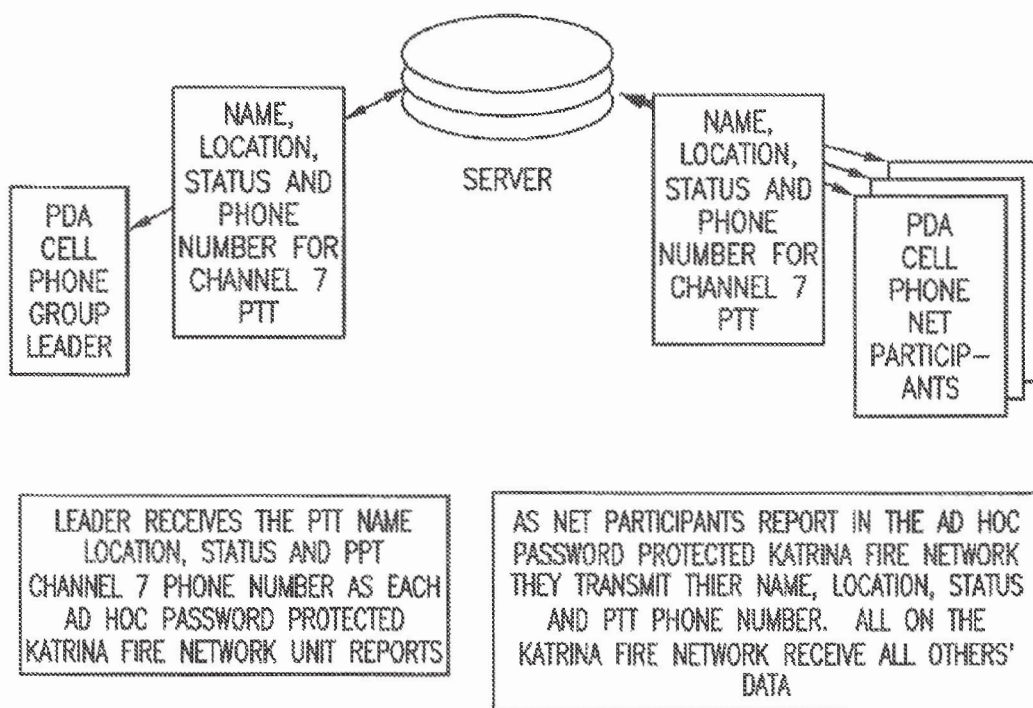 NAME,
LOCATION,
STATUS AND
PHONE
NUMBER FOR
CHANNEL 7
PTT
SERVER
NAME,
LOCATION,
STATUS AND
PHONE
NUMBER FOR
CHANNEL 7
PTT
PDA
CELL
PHONE
GROUP
LEADER
PDA
CELL
PHONE
NET
PARTICIP-
ANTS
LEADER RECEIVES THE PTT NAME
LOCATION, STATUS AND PPT
CHANNEL 7 PHONE NUMBER AS EACH
AD HOC PASSWORD PROTECTED
KATRINA FIRE NETWORK UNIT REPORTS
AS NET PARTICIPANTS REPORT IN THE AD HOC
PASSWORD PROTECTED KATRINA FIRE NETWORK
THEY TRANSMIT THIER NAME, LOCATION, STATUS
AND PTT PHONE NUMBER. ALL ON THE
KATRINA FIRE NETWORK RECEIVE ALL OTHERS'
DATA